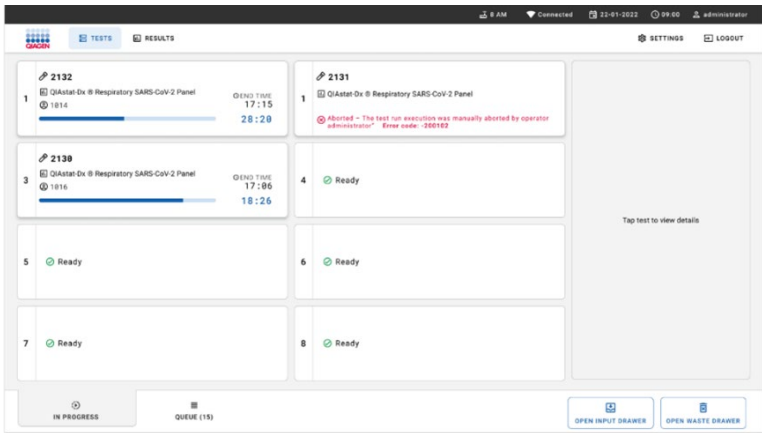 8 AM Connected 22-01-2022 09:00 administrator
QIAGEN TESTS RESULTS SETTINGS LOGOUT
1
2132
QIAstat-Dx ® Respiratory SARS-CoV-2 Panel
1014
END TIME
17:15
28:20
1
2131
QIAstat-Dx ® Respiratory SARS-CoV-2 Panel
Aborted – The test run execution was manually aborted by operator
administrator" Error code: -200102
3
2130
QIAstat-Dx ® Respiratory SARS-CoV-2 Panel
1016
END TIME
17:06
18:26
4 Ready
Tap test to view details
5 Ready
6 Ready
7 Ready
8 Ready
IN PROGRESS
QUEUE (15)
OPEN INPUT DRAWER
OPEN WASTE DRAWER